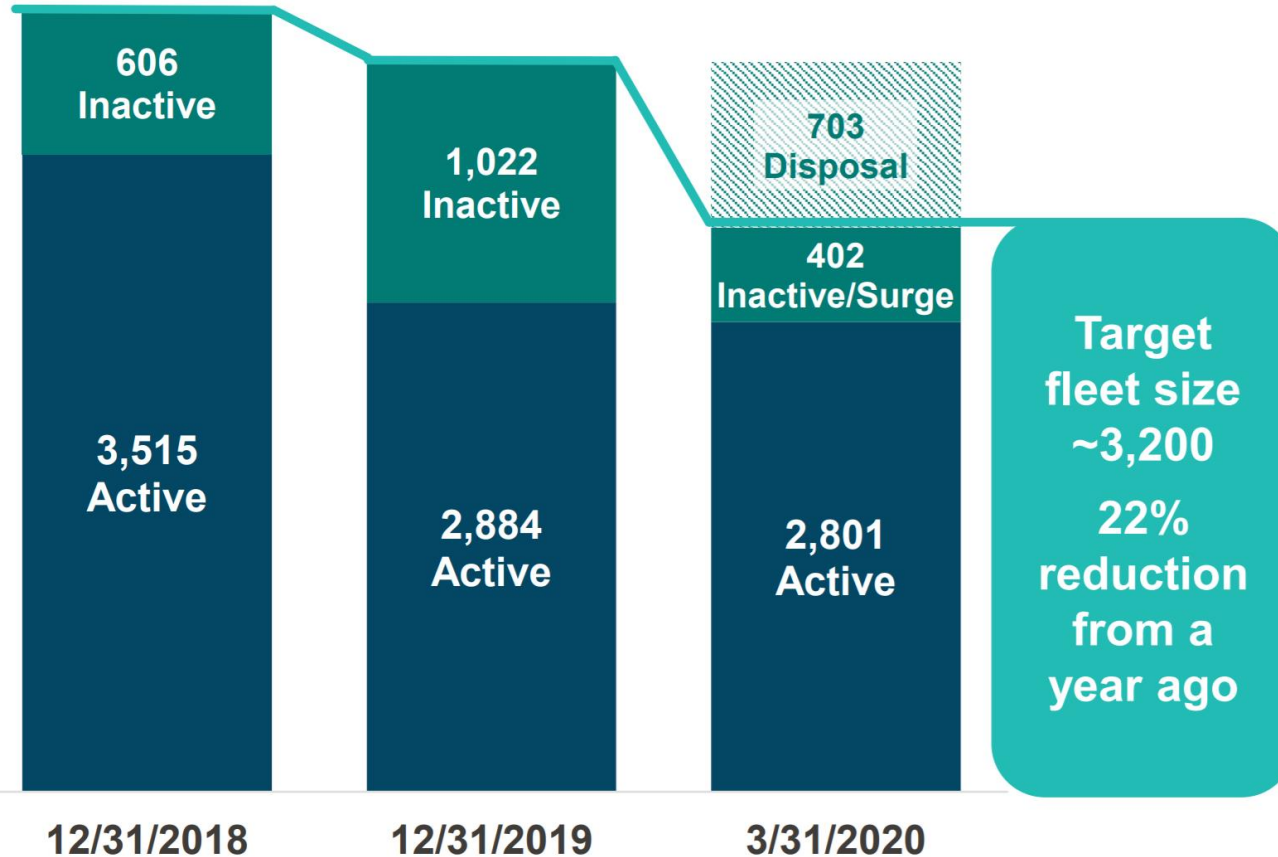 606
Inactive
3,515
Active
12/31/2018
1,022
Inactive
2,884
Active
12/31/2019
703
Disposal
402
Inactive/Surge
2,801
Active
3/31/2020
Target
fleet size
~3,200
22%
reduction
from a
year ago